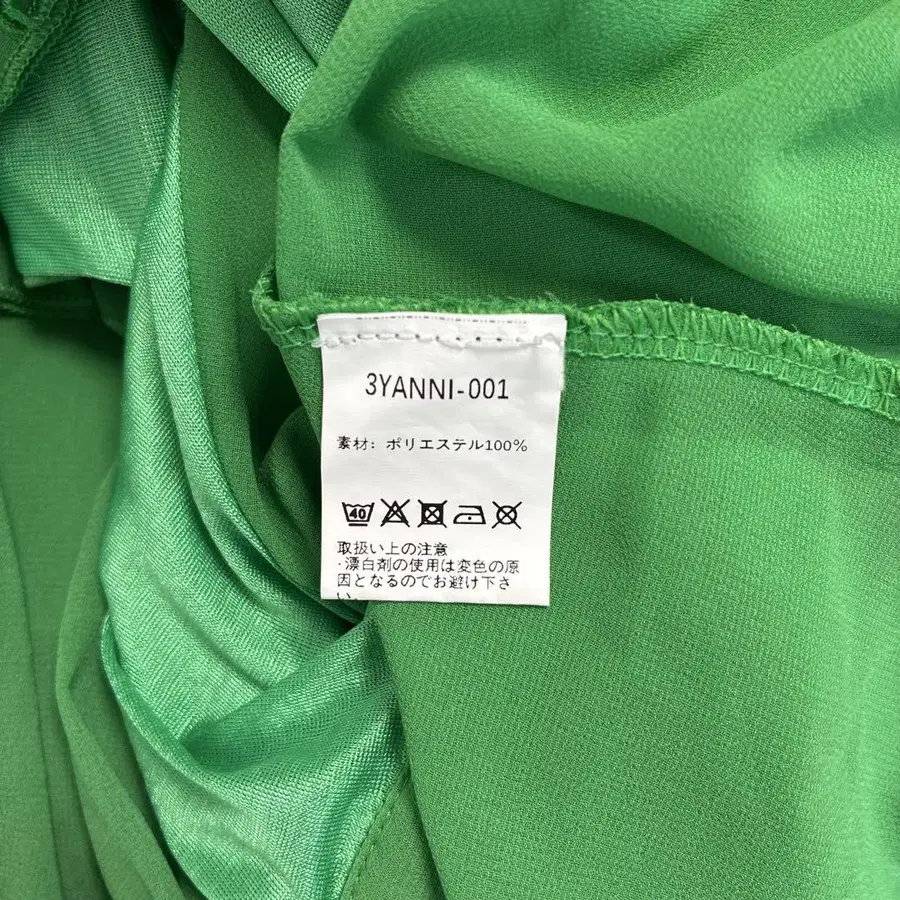 3YANNI-001
素材: ポリエステル100%
40
取扱い上の注意
・漂白剤の使用は変色の原
因となるのでお避け下さ
い。